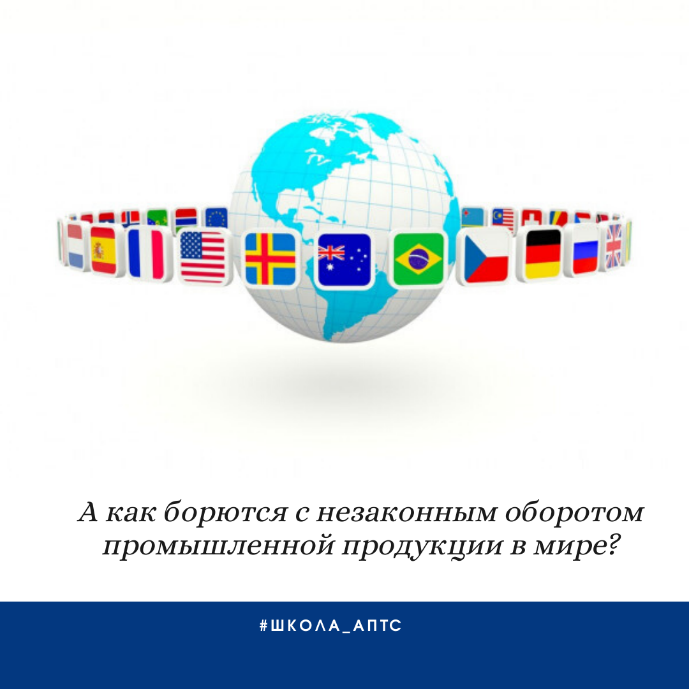 А как борются с незаконным оборотом
промышленной продукции в мире?
#ШКОЛА_АПТС